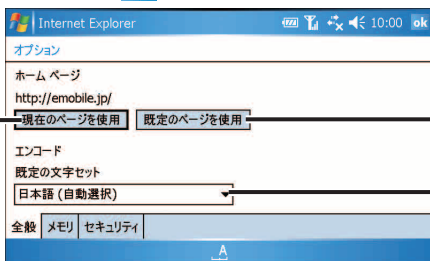 Internet Explorer 10:00 ok
オプション
ホーム ページ
http://emobile.jp/
現在のページを使用 既定のページを使用
エンコード
既定の文字セット
日本語 (自動選択)
全般 メモリ セキュリティ
A